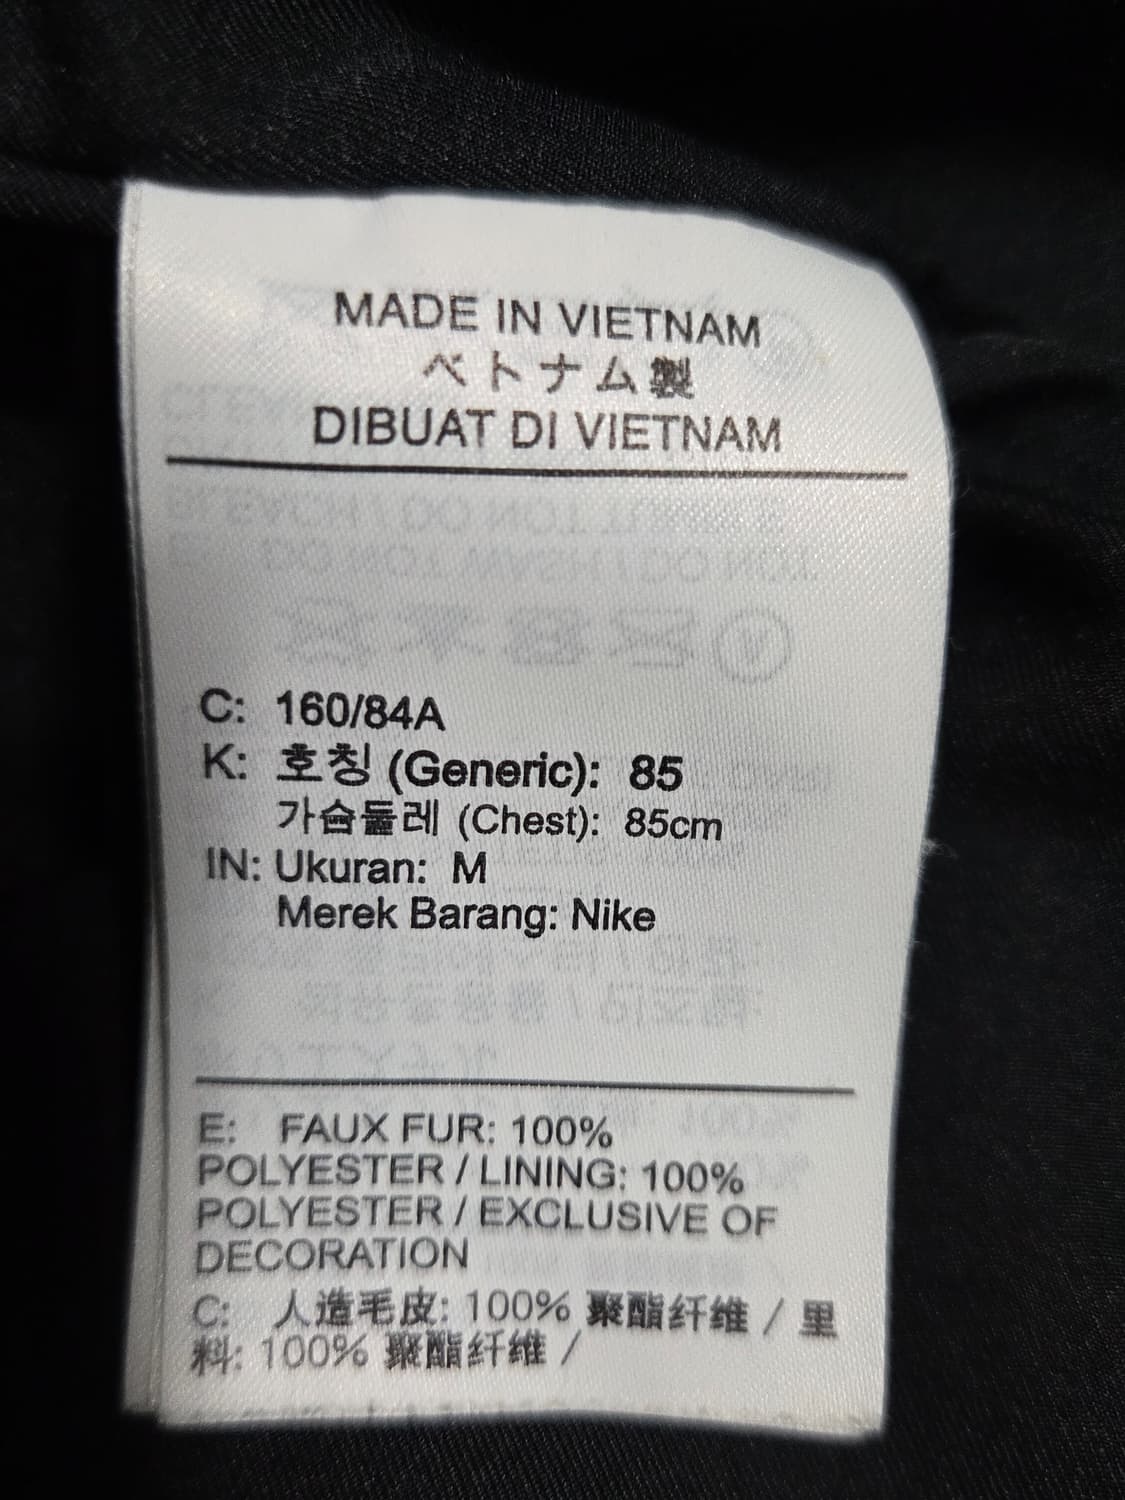 MADE IN VIETNAM
ベトナム製
DIBUAT DI VIETNAM
C: 160/84A
K: 호칭 (Generic): 85
가슴둘레 (Chest): 85cm
IN: Ukuran: M
Merek Barang: Nike
E: FAUX FUR: 100%
POLYESTER / LINING: 100%
POLYESTER / EXCLUSIVE OF
DECORATION
C: 人造毛皮: 100% 聚酯纤维 / 里
料: 100% 聚酯纤维 /